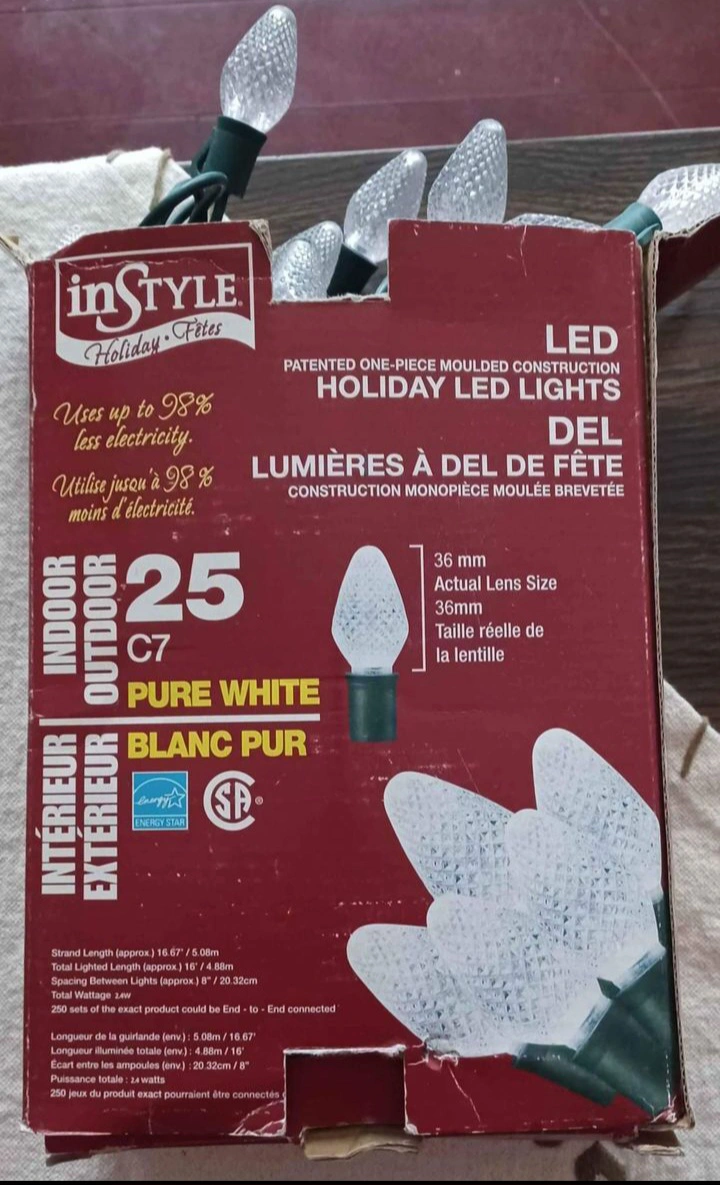 inSTYLE®
Holiday • Fêtes
LED
PATENTED ONE-PIECE MOULDED CONSTRUCTION
HOLIDAY LED LIGHTS
DEL
LUMIÈRES À DEL DE FÊTE
CONSTRUCTION MONOPIÈCE MOULÉE BREVETÉE
Uses up to 98%
less electricity.
Utilise jusqu'à 98 %
moins d'électricité.
INDOOR
OUTDOOR
25
C7
PURE WHITE
36 mm
Actual Lens Size
36mm
Taille réelle de
la lentille
INTÉRIEUR
EXTÉRIEUR
BLANC PUR
energy
ENERGY STAR
SA®
Strand Length (approx.) 16.67' / 5.08m
Total Lighted Length (approx.) 16' / 4.88m
Spacing Between Lights (approx.) 8" / 20.32cm
Total Wattage 2.4W
250 sets of the exact product could be End - to - End connected
Longueur de la guirlande (env.) : 5.08m / 16.67'
Longueur illuminée totale (env.) : 4.88m / 16'
Écart entre les ampoules (env.) : 20.32cm / 8"
Puissance totale : 2.4 watts
250 jeux du produit exact pourraient être connectés